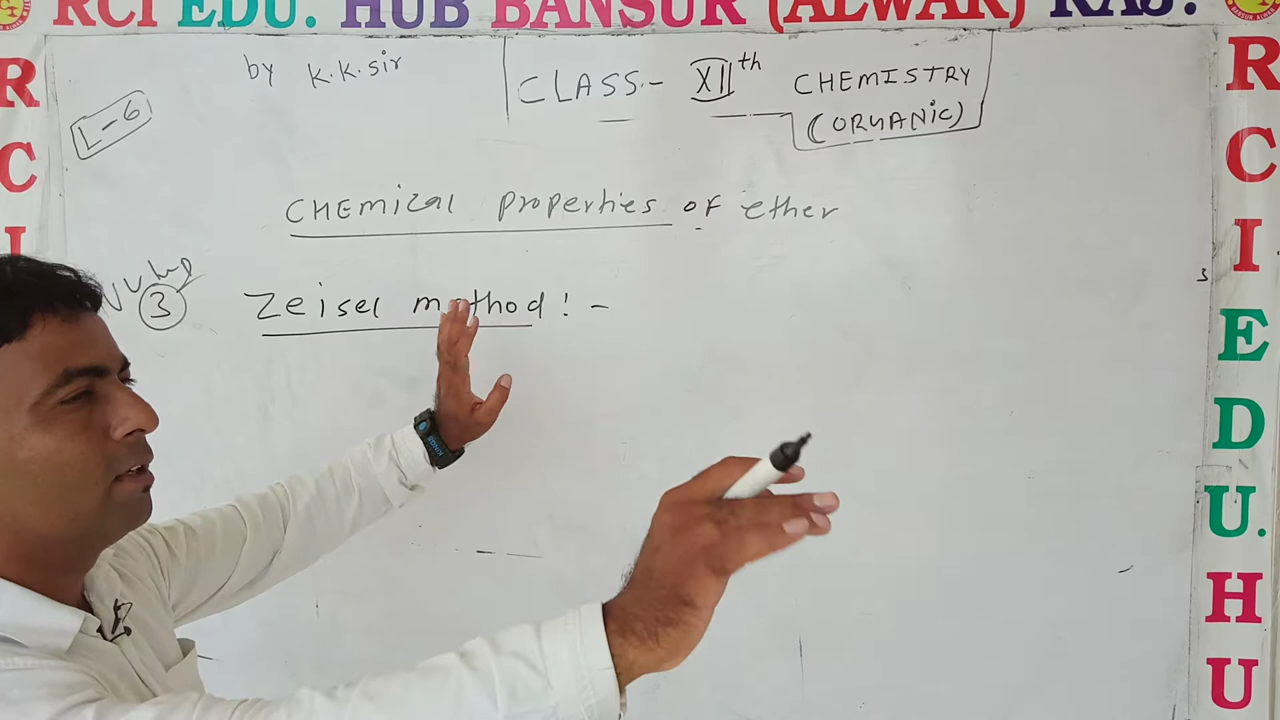 RCI EDU. HUB BANSUR (ALWAR) RAJ.
by K.K. sir
CLASS:- XIIth CHEMISTRY
(ORGANIC)
L-6
CHEMICAL properties of ether
VVImp
3 Zeisel method! -
R
C
I
R
C
I
E
D
U.
H
U